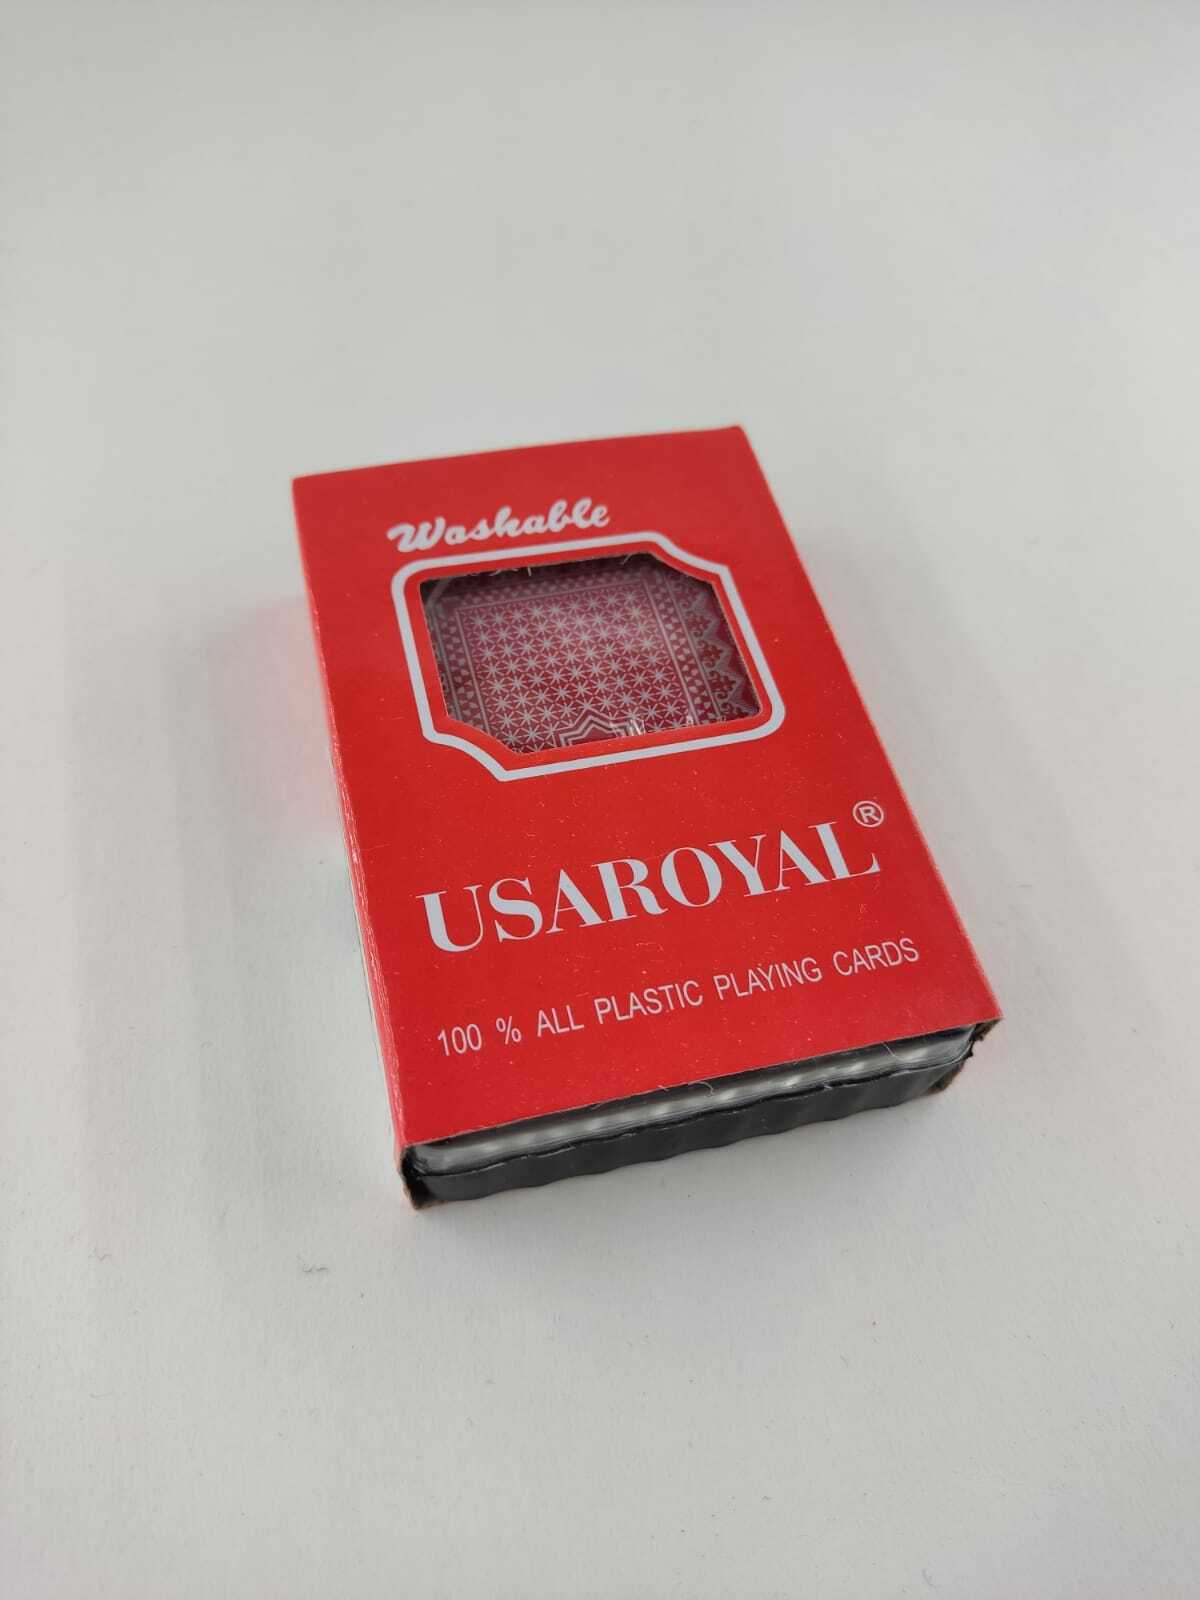 Washable
USAROYAL®
100 % ALL PLASTIC PLAYING CARDS